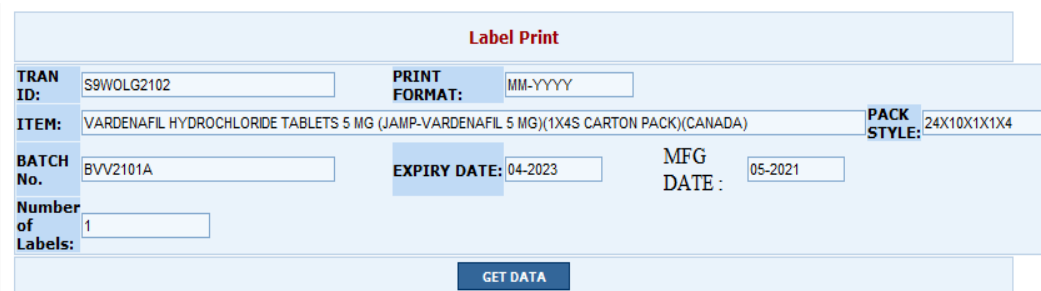 Label Print
TRAN ID: S9WOLG2102 PRINT FORMAT: MM-YYYY
ITEM: VARDENAFIL HYDROCHLORIDE TABLETS 5 MG (JAMP-VARDENAFIL 5 MG)(1X4S CARTON PACK)(CANADA) PACK STYLE: 24X10X1X1X4
BATCH No. BVV2101A EXPIRY DATE: 04-2023 MFG DATE : 05-2021
Number of Labels: 1
GET DATA